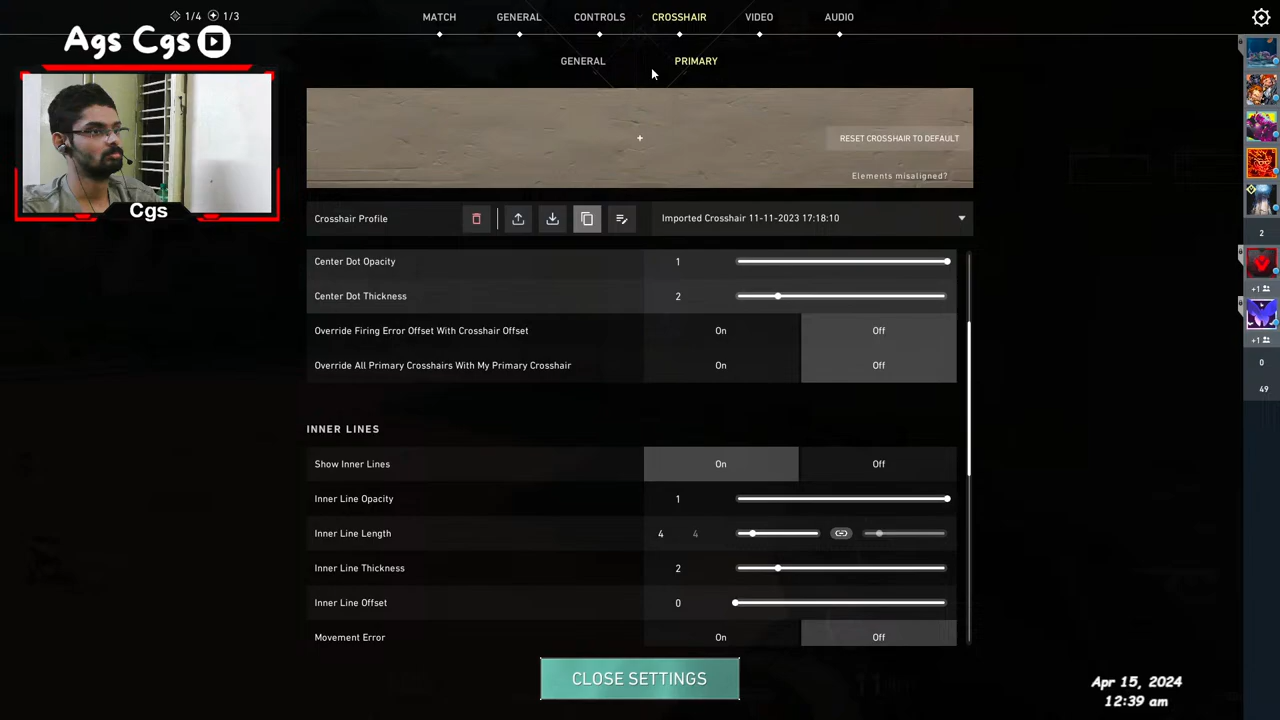 1/4 1/3
MATCH GENERAL CONTROLS CROSSHAIR VIDEO AUDIO
Ags Cgs
GENERAL PRIMARY
RESET CROSSHAIR TO DEFAULT
Elements misaligned?
Cgs
Crosshair Profile Imported Crosshair 11-11-2023 17:18:10
2
Center Dot Opacity 1
+1
Center Dot Thickness 2
Override Firing Error Offset With Crosshair Offset On Off
+1
Override All Primary Crosshairs With My Primary Crosshair On Off
0
49
INNER LINES
Show Inner Lines On Off
Inner Line Opacity 1
Inner Line Length 4 4
Inner Line Thickness 2
Inner Line Offset 0
Movement Error On Off
CLOSE SETTINGS
Apr 15, 2024
12:39 am